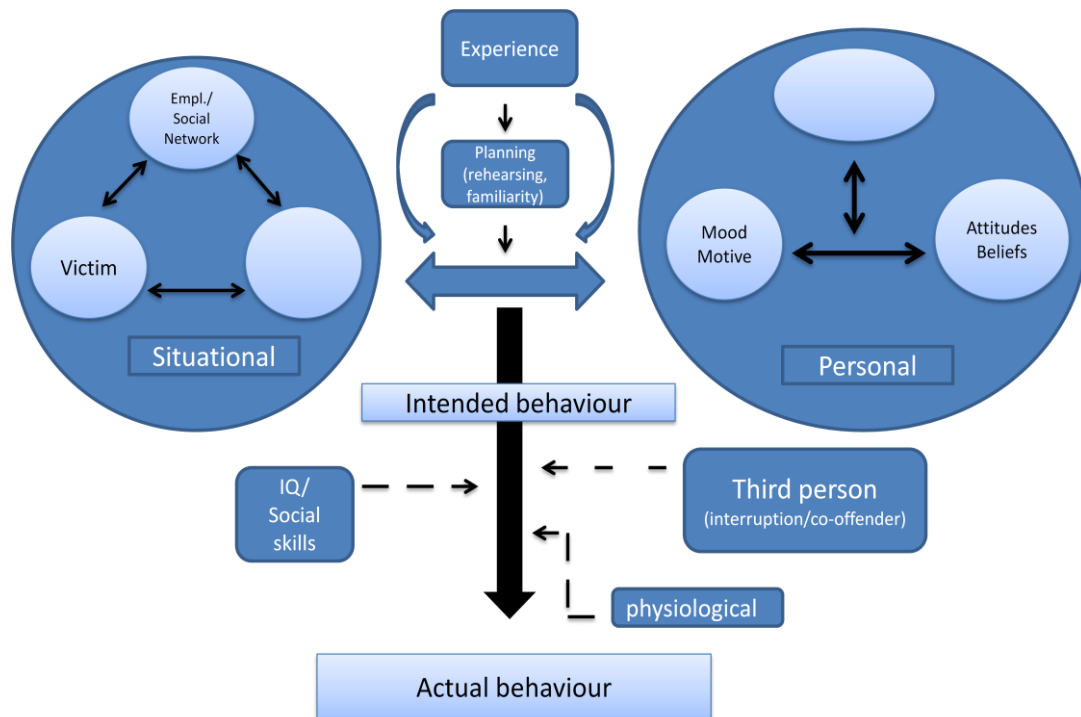 Experience
Empl./
Social
Network
Planning
(rehearsing,
familiarity)
Victim
Mood
Motive
Attitudes
Beliefs
Situational
Personal
Intended behaviour
IQ/
Social
skills
Third person
(interruption/co-offender)
physiological
Actual behaviour